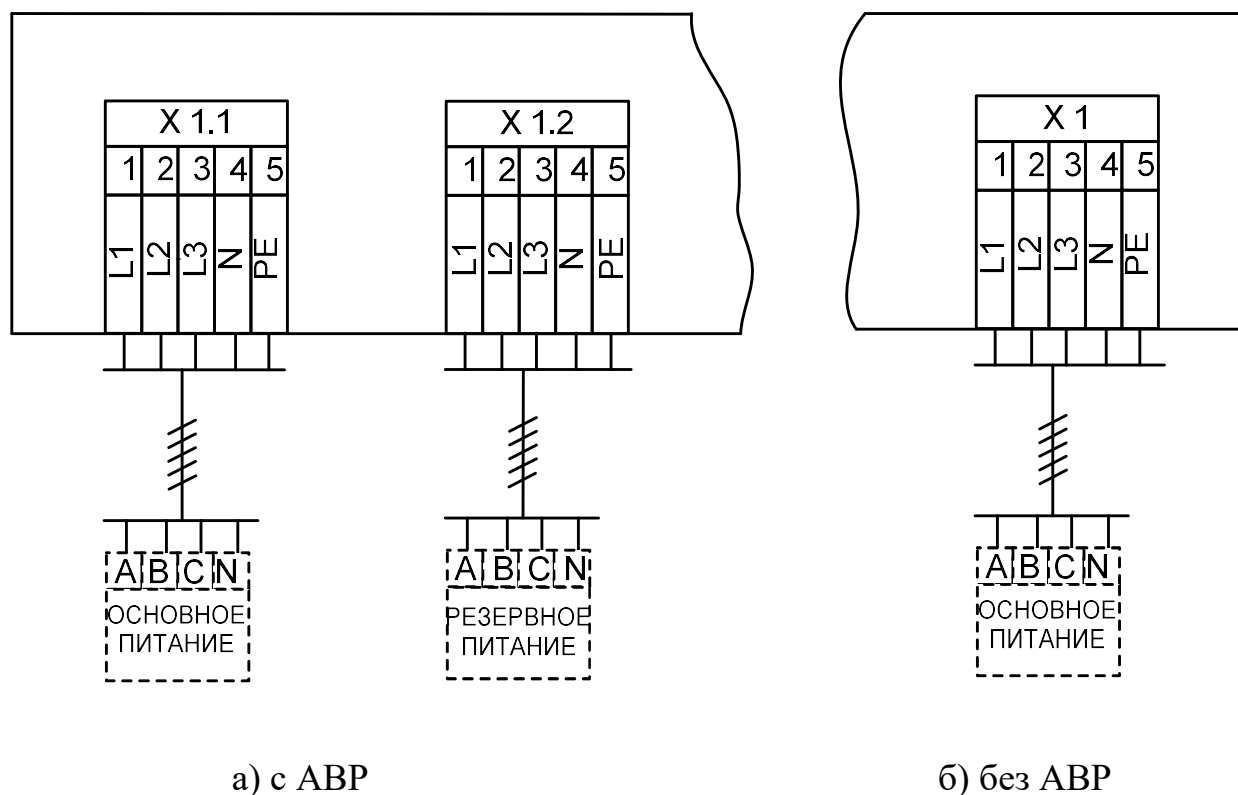 X 1.1
1 2 3 4 5
L1 L2 L3 N PE
A B C N
ОСНОВНОЕ
ПИТАНИЕ
X 1.2
1 2 3 4 5
L1 L2 L3 N PE
A B C N
РЕЗЕРВНОЕ
ПИТАНИЕ
а) с АВР
X 1
1 2 3 4 5
L1 L2 L3 N PE
A B C N
ОСНОВНОЕ
ПИТАНИЕ
б) без АВР